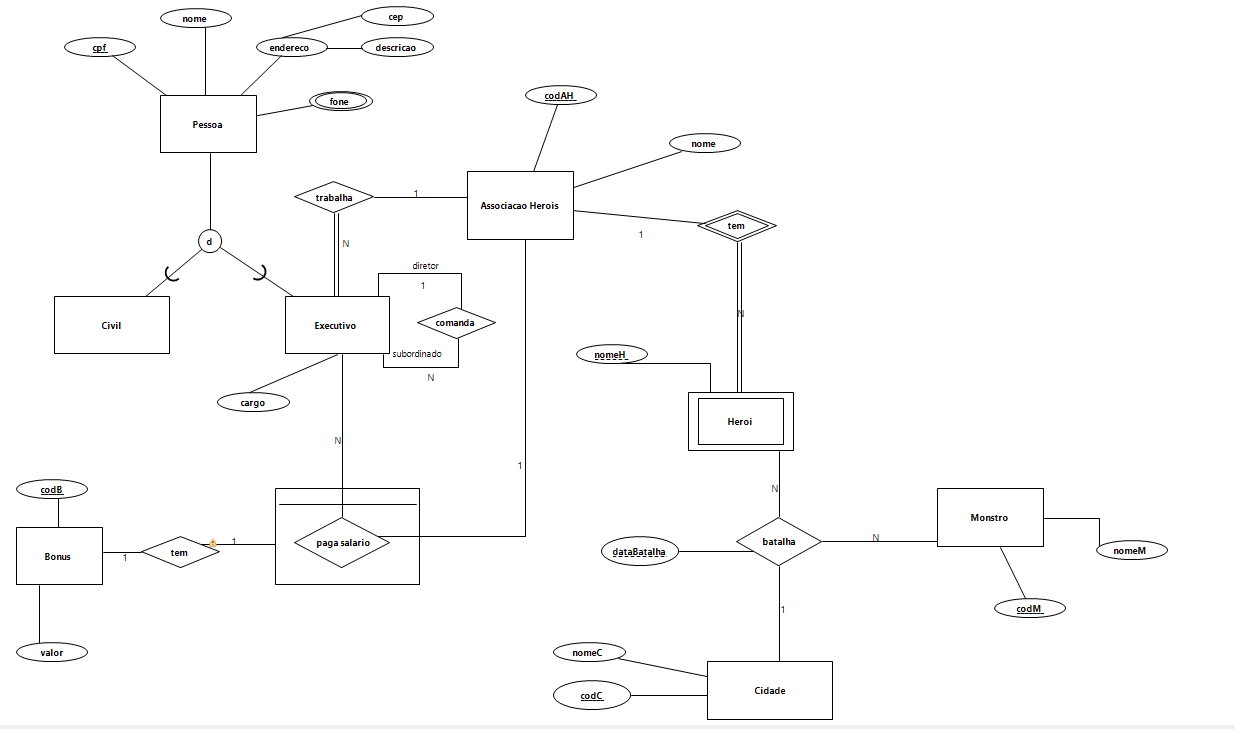 cep
nome
cpf
endereco
descricao
fone
Pessoa
codAH
nome
trabalha
1
Associacao Herois
tem
1
N
d
diretor
1
N
Civil
Executivo
comanda
subordinado
nomeH
N
cargo
Heroi
N
1
codB
N
Monstro
paga salario
batalha
N
1
Bonus
tem
1
dataBatalha
nomeM
codM
1
valor
nomeC
codC
Cidade